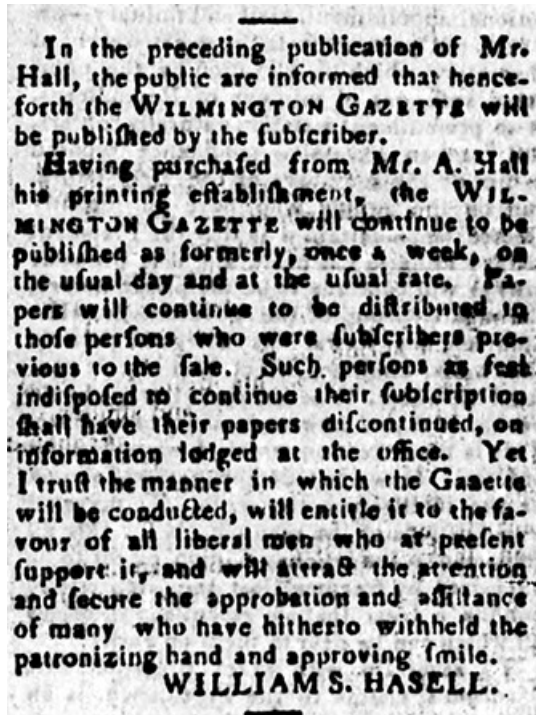 In the preceding publication of Mr.
Hall, the public are informed that hence-
forth the WILMINGTON GAZETTE will
be publiſhed by the ſubſcriber.
Having purchaſed from Mr. A. Hall
his printing eſtabliſhment, the WIL-
MINGTON GAZETTE will continue to be
publiſhed as formerly, once a week, on
the uſual day and at the uſual rate. Pa-
pers will continue to be diſtributed to
thoſe perſons who were ſubſcribers pre-
vious to the ſale. Such perſons as feel
indiſpoſed to continue their ſubſcription
ſhall have their papers diſcontinued, on
information lodged at the office. Yet
I truſt the manner in which the Gazette
will be conducted, will entitle it to the fa-
vour of all liberal men who at preſent
ſupport it, and will attract the attention
and ſecure the approbation and aſſiſtance
of many who have hitherto withheld the
patronizing hand and approving ſmile.
WILLIAM S. HASELL.